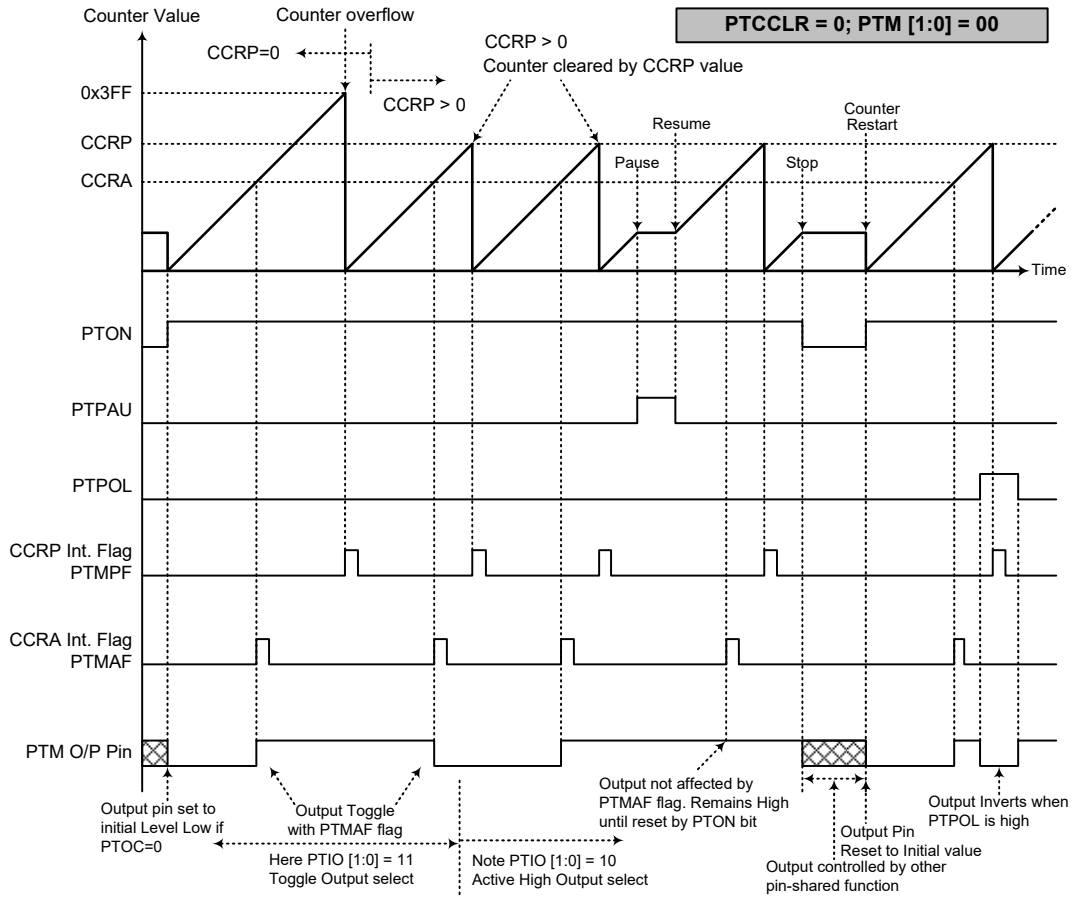 Counter Value
Counter overflow
PTCCLR = 0; PTM [1:0] = 00
CCRP=0
CCRP > 0
CCRP > 0
Counter cleared by CCRP value
0x3FF
CCRP
CCRA
Pause
Resume
Stop
Counter
Restart
Time
PTON
PTPAU
PTPOL
CCRP Int. Flag
PTMPF
CCRA Int. Flag
PTMAF
PTM O/P Pin
Output pin set to
initial Level Low if
PTOC=0
Output Toggle
with PTMAF flag
Here PTIO [1:0] = 11
Toggle Output select
Note PTIO [1:0] = 10
Active High Output select
Output not affected by
PTMAF flag. Remains High
until reset by PTON bit
Output Pin
Reset to Initial value
Output controlled by other
pin-shared function
Output Inverts when
PTPOL is high